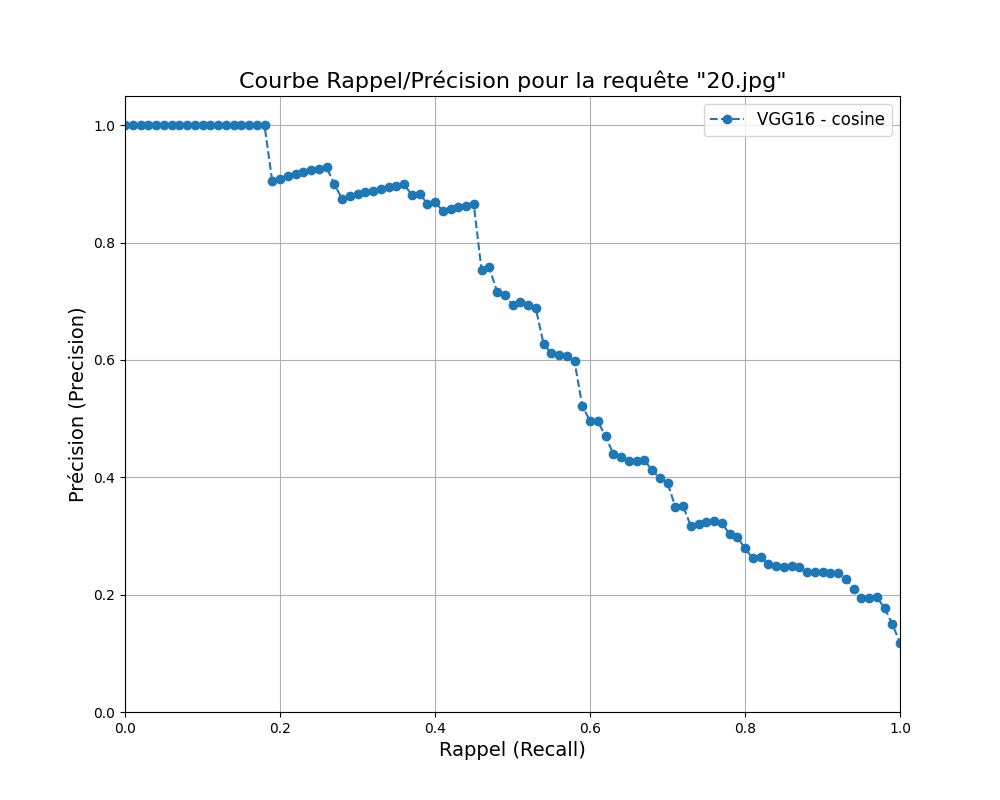 Courbe Rappel/Précision pour la requête "20.jpg"
VGG16 - cosine
Précision (Precision)
1.0
0.8
0.6
0.4
0.2
0.0
0.0 0.2 0.4 0.6 0.8 1.0
Rappel (Recall)